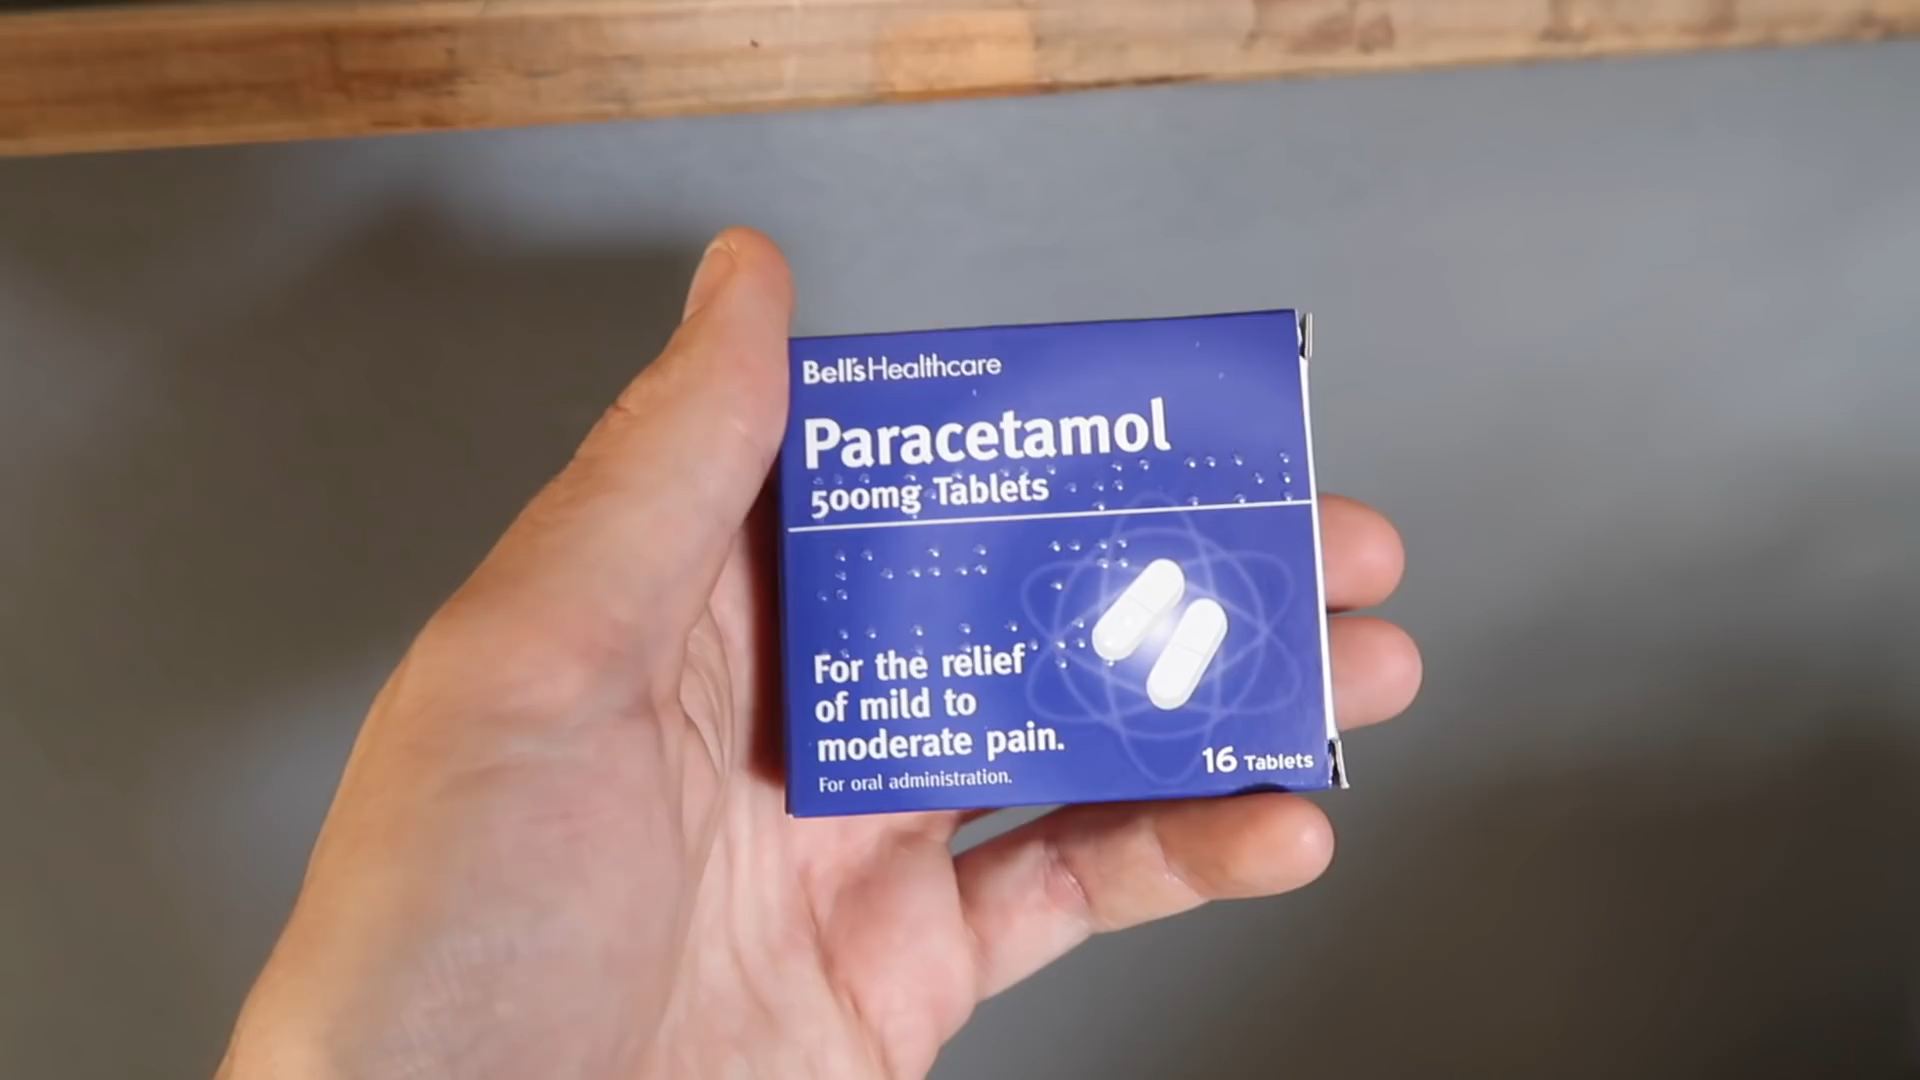 Bell's Healthcare
Paracetamol
500mg Tablets
For the relief
of mild to
moderate pain.
For oral administration.
16 Tablets